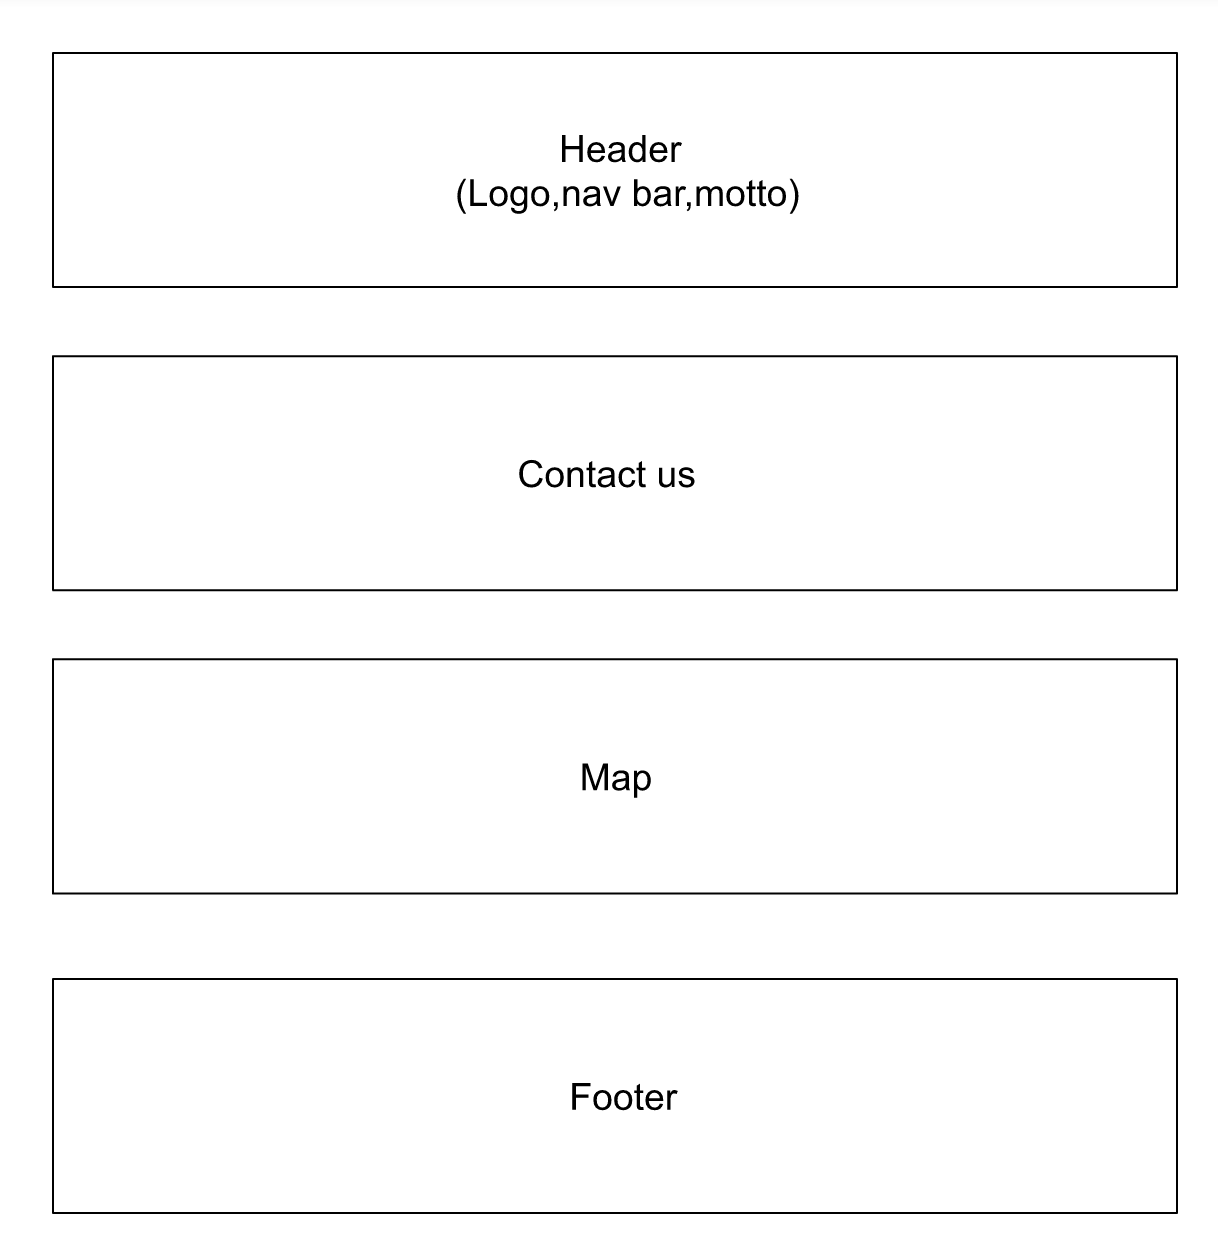 Header
(Logo,nav bar,motto)
Contact us
Map
Footer